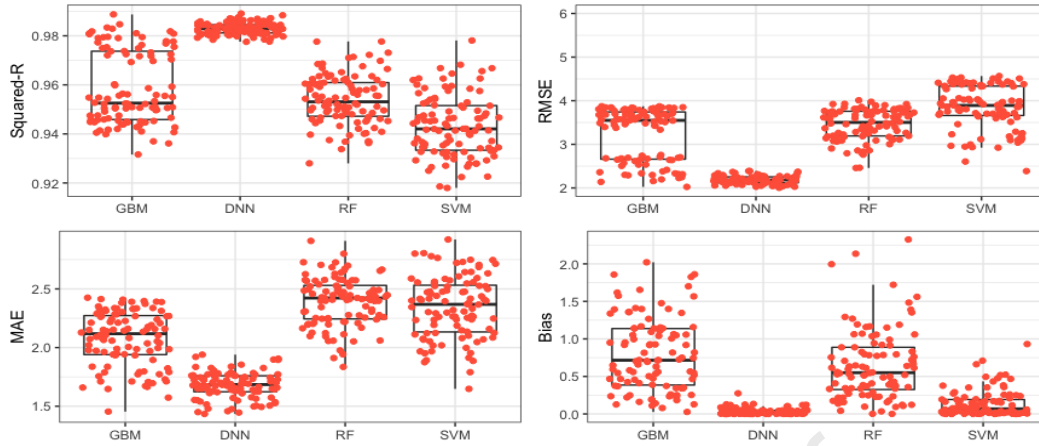 Squared-R
0.98
0.96
0.94
0.92
GBM DNN RF SVM
RMSE
6
5
4
3
2
GBM DNN RF SVM
MAE
2.5
2.0
1.5
GBM DNN RF SVM
Bias
2.0
1.5
1.0
0.5
0.0
GBM DNN RF SVM